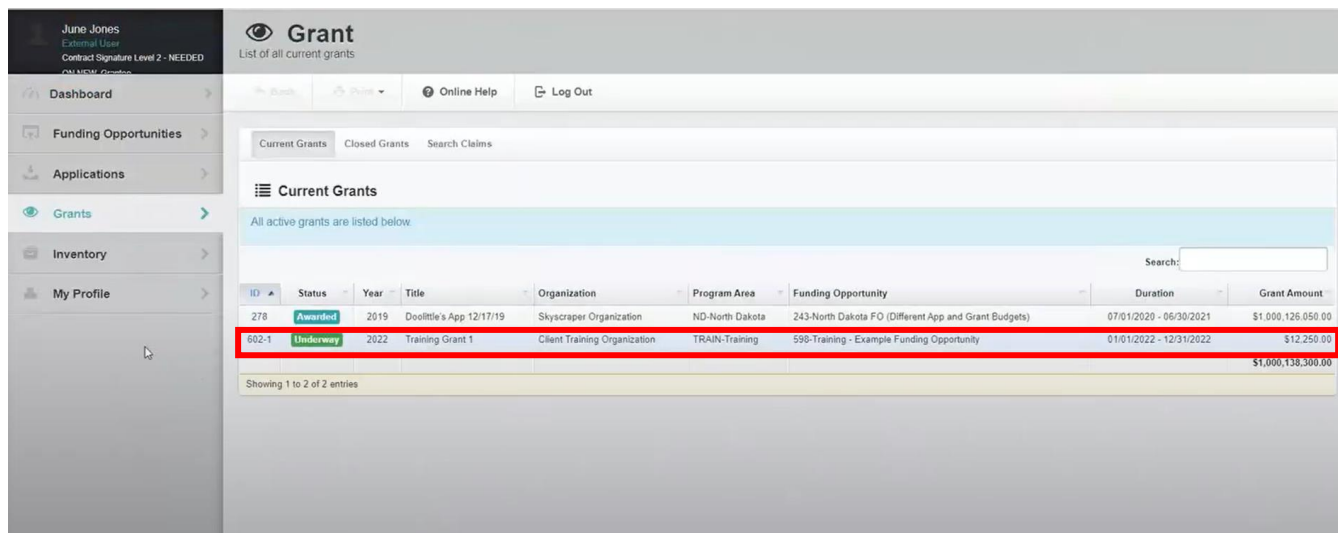 June Jones
External User
Contract Signature Level 2 - NEEDED
ON NEW, Grantee
Grant
List of all current grants
Dashboard
Back
Print
Online Help
Log Out
Funding Opportunities
Current Grants Closed Grants Search Claims
Applications
Current Grants
Grants
All active grants are listed below.
Inventory
Search:
My Profile
ID Status Year Title Organization Program Area Funding Opportunity Duration Grant Amount
278 Awarded 2019 Doolittle's App 12/17/19 Skyscraper Organization ND-North Dakota 243-North Dakota FO (Different App and Grant Budgets) 07/01/2020 - 06/30/2021 $1,000,126,050.00
602-1 Underway 2022 Training Grant 1 Client Training Organization TRAIN-Training 598-Training - Example Funding Opportunity 01/01/2022 - 12/31/2022 $12,250.00
$1,000,138,300.00
Showing 1 to 2 of 2 entries